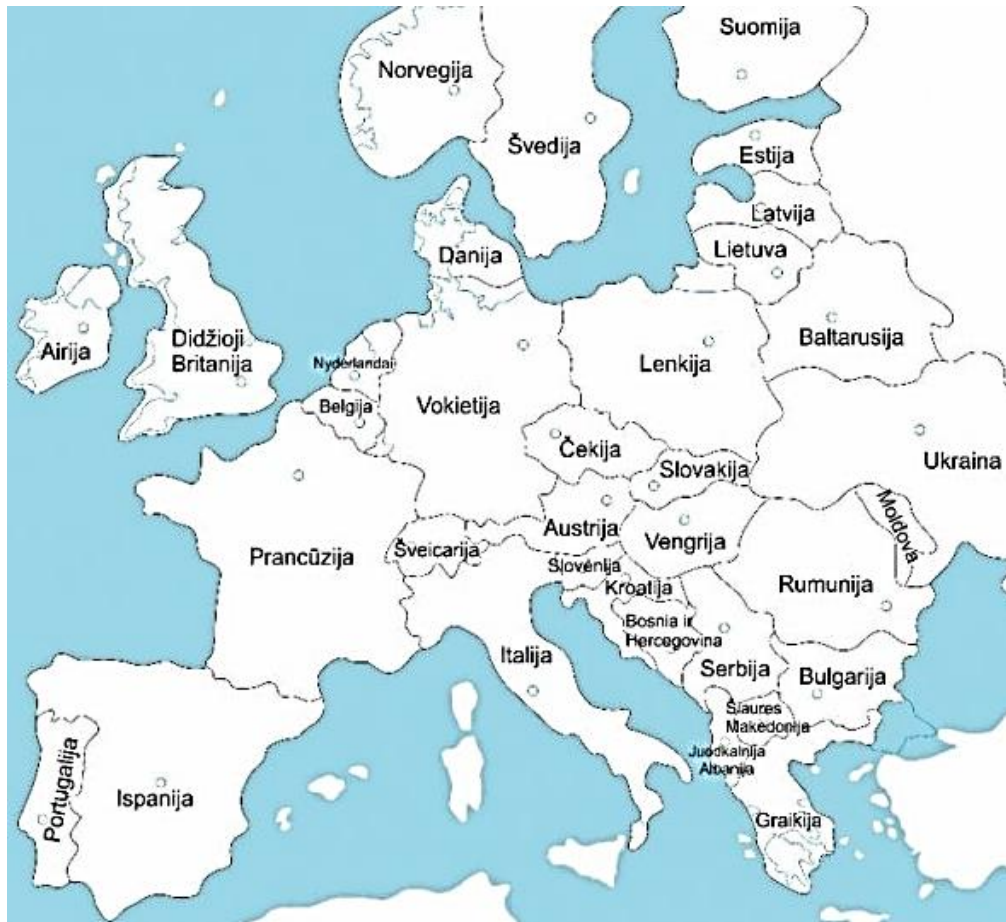 Suomija
Norvegija
Švedija
Estija
Latvija
Lietuva
Danija
Baltarusija
Airija
Didžioji
Britanija
Nyderlandai
Lenkija
Belgija
Vokietija
Čekija
Slovakija
Ukraina
Moldova
Austrija
Vengrija
Prancūzija
Šveicarija
Slovėnija
Kroatija
Rumunija
Bosnia ir
Hercegovina
Italija
Serbija
Bulgarija
Šiaurės
Makedonija
Juodkalnija
Albanija
Portugalija
Ispanija
Graikija